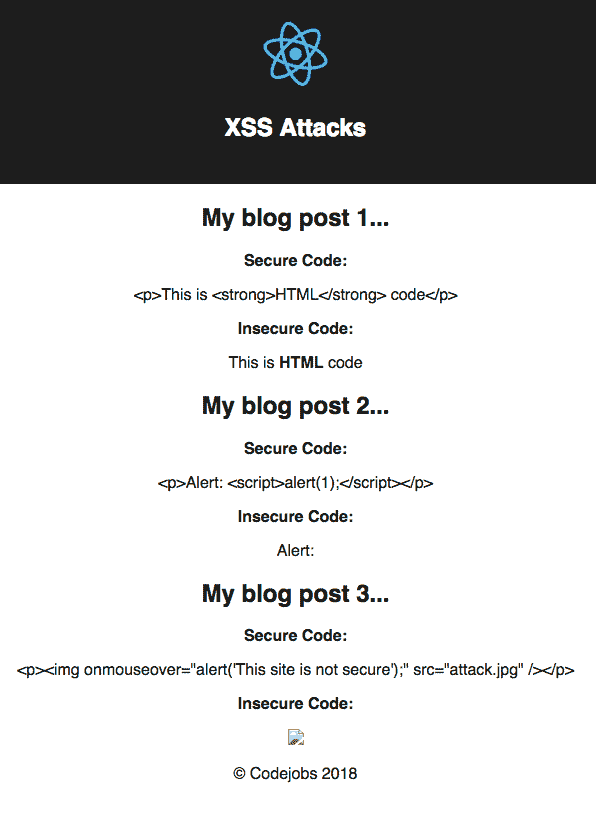 XSS Attacks
My blog post 1...
Secure Code:
<p>This is <strong>HTML</strong> code</p>
Insecure Code:
This is HTML code
My blog post 2...
Secure Code:
<p>Alert: <script>alert(1);</script></p>
Insecure Code:
Alert:
My blog post 3...
Secure Code:
<p><img onmouseover="alert('This site is not secure');" src="attack.jpg" /></p>
Insecure Code:
© Codejobs 2018